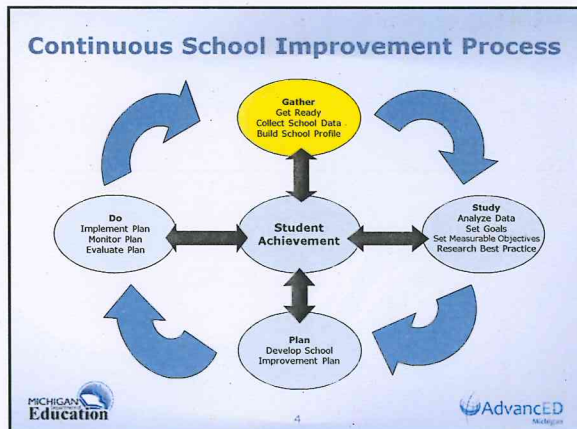 Continuous School Improvement Process
Gather
Get Ready
Collect School Data
Build School Profile
Do
Implement Plan
Monitor Plan
Evaluate Plan
Student
Achievement
Study
Analyze Data
Set Goals
Set Measurable Objectives
Research Best Practice
Plan
Develop School
Improvement Plan
MICHIGAN
Education
4
AdvancED
Michigan